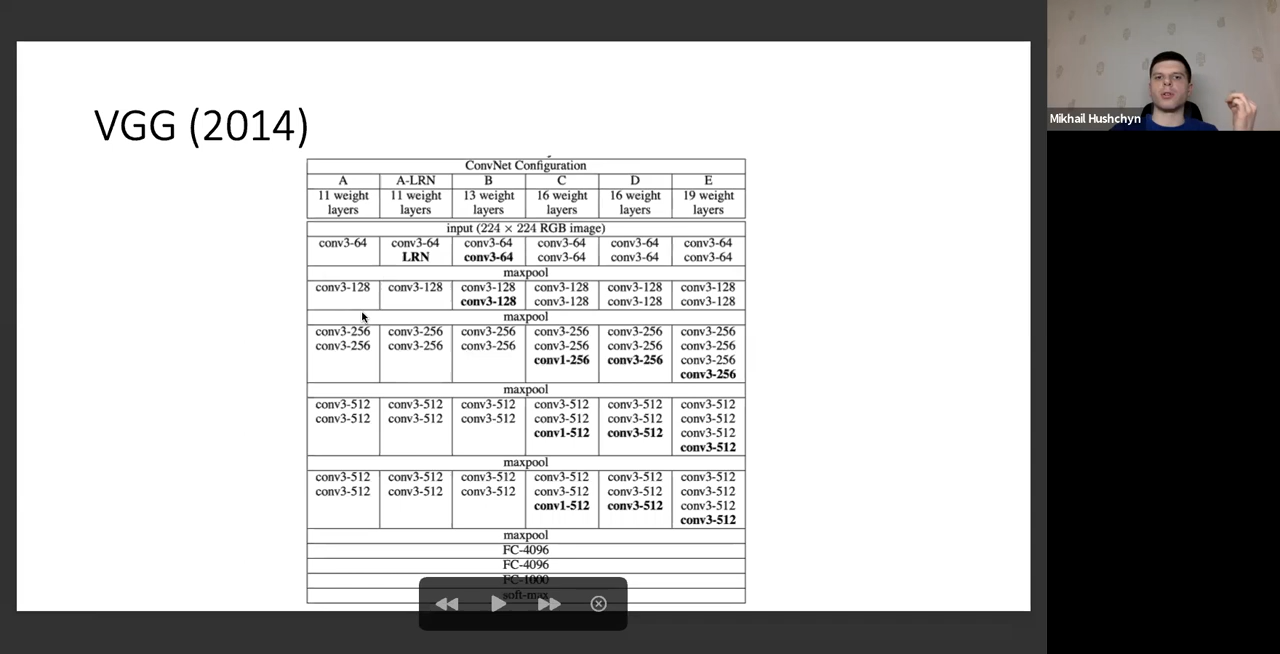 VGG (2014)
Mikhail Hushchyn
ConvNet Configuration
A A-LRN B C D E
11 weight 11 weight 13 weight 16 weight 16 weight 19 weight
layers layers layers layers layers layers
input (224 × 224 RGB image)
conv3-64 conv3-64 conv3-64 conv3-64 conv3-64 conv3-64
LRN conv3-64 conv3-64 conv3-64 conv3-64
maxpool
conv3-128 conv3-128 conv3-128 conv3-128 conv3-128 conv3-128
conv3-128 conv3-128 conv3-128 conv3-128
maxpool
conv3-256 conv3-256 conv3-256 conv3-256 conv3-256 conv3-256
conv3-256 conv3-256 conv3-256 conv3-256 conv3-256 conv3-256
conv1-256 conv3-256 conv3-256
conv3-256
maxpool
conv3-512 conv3-512 conv3-512 conv3-512 conv3-512 conv3-512
conv3-512 conv3-512 conv3-512 conv3-512 conv3-512 conv3-512
conv1-512 conv3-512 conv3-512
conv3-512
maxpool
conv3-512 conv3-512 conv3-512 conv3-512 conv3-512 conv3-512
conv3-512 conv3-512 conv3-512 conv3-512 conv3-512 conv3-512
conv1-512 conv3-512 conv3-512
conv3-512
maxpool
FC-4096
FC-4096
FC-1000
soft-max